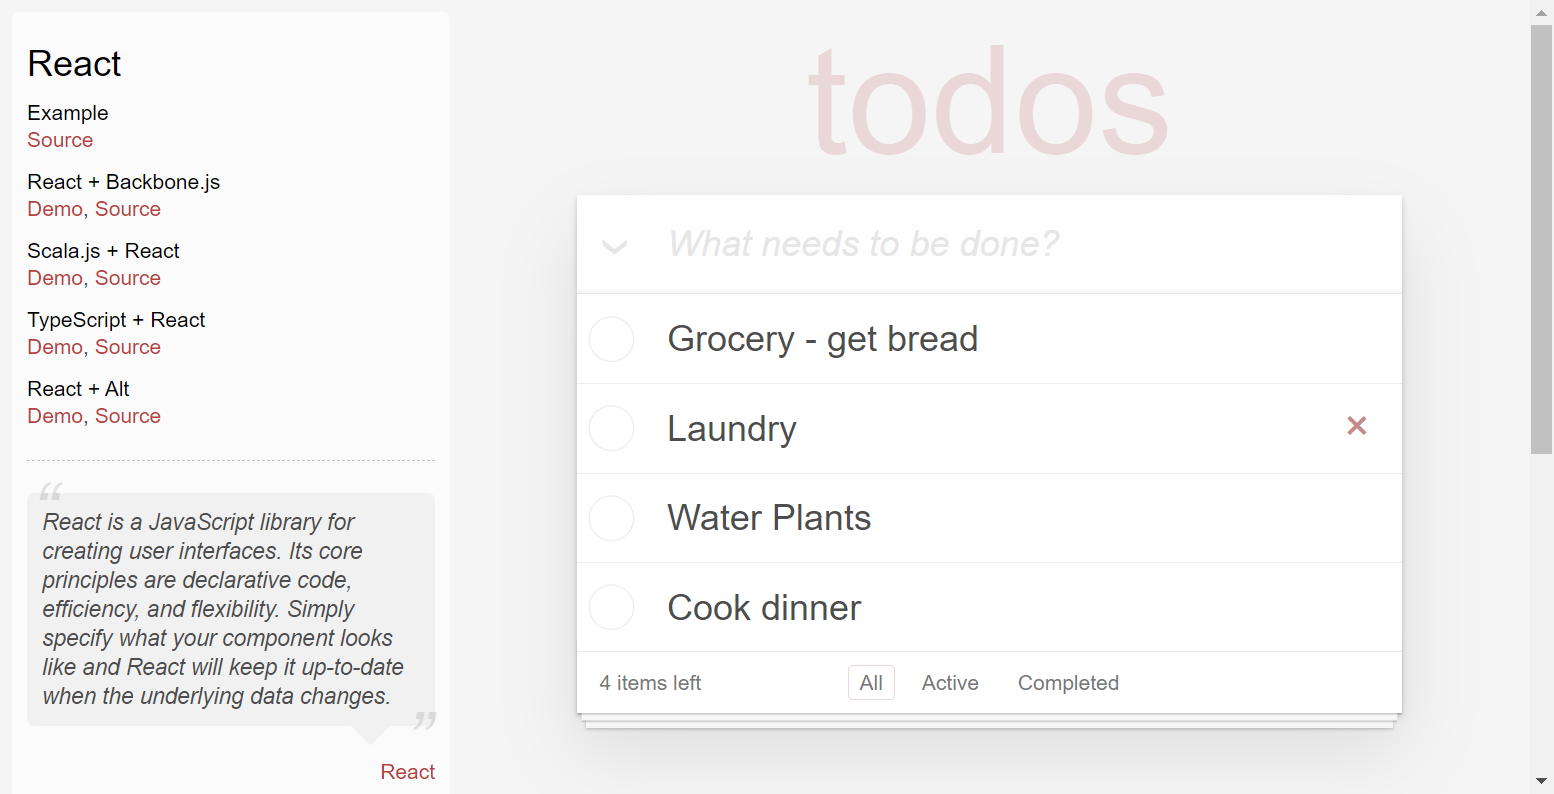 React
Example
Source
React + Backbone.js
Demo, Source
Scala.js + React
Demo, Source
TypeScript + React
Demo, Source
React + Alt
Demo, Source
“
React is a JavaScript library for
creating user interfaces. Its core
principles are declarative code,
efficiency, and flexibility. Simply
specify what your component looks
like and React will keep it up-to-date
when the underlying data changes.
”
React
todos
What needs to be done?
Grocery - get bread
Laundry
Water Plants
Cook dinner
4 items left All Active Completed